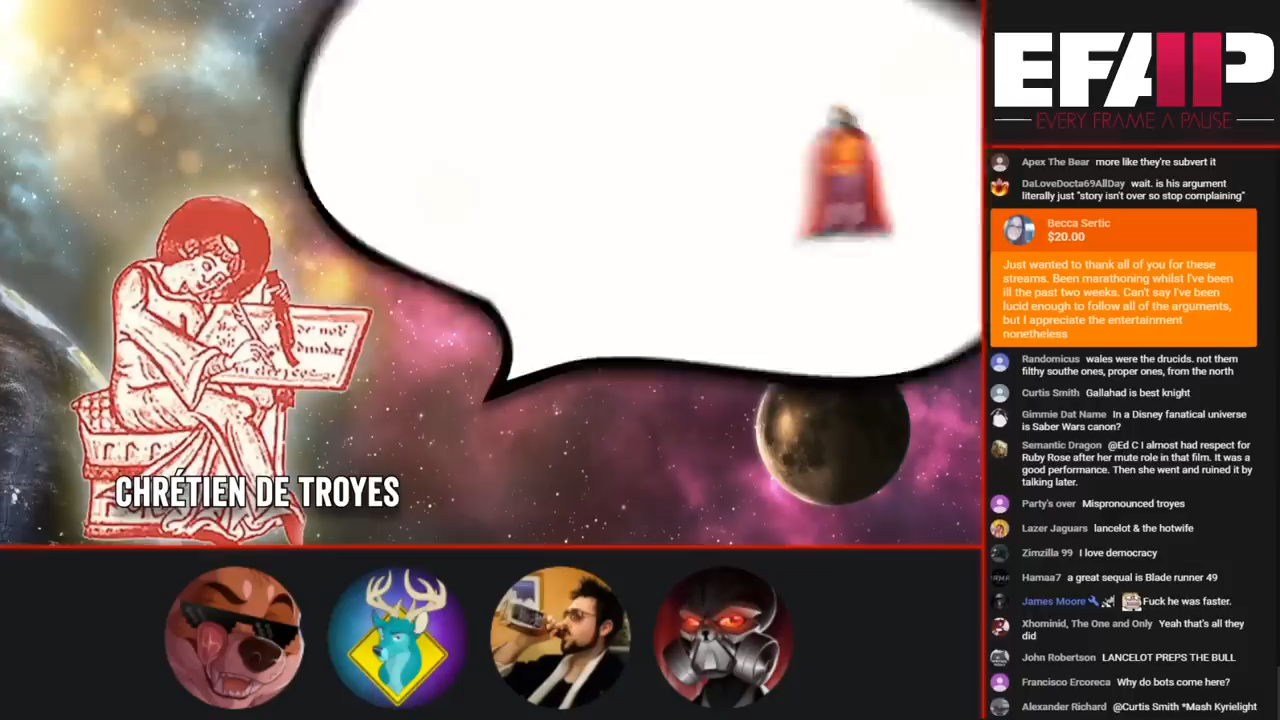 CHRÉTIEN DE TROYES
EFAP
EVERY FRAME A PAUSE
Apex The Bear more like they're subvert it
DaLoveDocta69AllDay wait. is his argument
literally just "story isn't over so stop complaining"
Becca Sertic
$20.00
Just wanted to thank all of you for these
streams. Been marathoning whilst I've been
ill the past two weeks. Can't say I've been
lucid enough to follow all of the arguments,
but I appreciate the entertainment
nonetheless
Randomicus wales were the drucids. not them
filthy southe ones, proper ones, from the north
Curtis Smith Gallahad is best knight
Gimmie Dat Name In a Disney fanatical universe
is Saber Wars canon?
Semantic Dragon @Ed C I almost had respect for
Ruby Rose after her mute role in that film. It was a
good performance. Then she went and ruined it by
talking later.
Party's over Mispronounced troyes
Lazer Jaguars lancelot & the hotwife
Zimzilla 99 I love democracy
Hamaa7 a great sequal is Blade runner 49
James Moore Fuck he was faster.
Xhominid, The One and Only Yeah that's all they
did
John Robertson LANCELOT PREPS THE BULL
Francisco Ercoreca Why do bots come here?
Alexander Richard @Curtis Smith *Mash Kyrielight